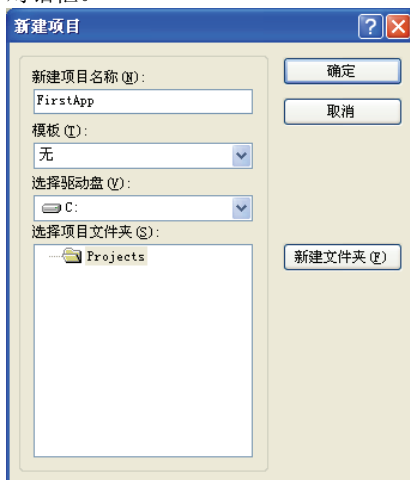 新建项目
新建项目名称(N):
确定
FirstApp
取消
模板(T):
无
选择驱动盘(V):
C:
选择项目文件夹(S):
Projects
新建文件夹(F)